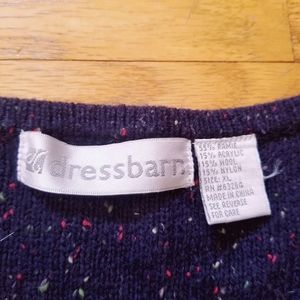 dressbarn
55% RAMIE
15% ACRYLIC
15% WOOL
15% NYLON
SIZE: XL
RN #63266
MADE IN CHINA
SEE REVERSE
FOR CARE